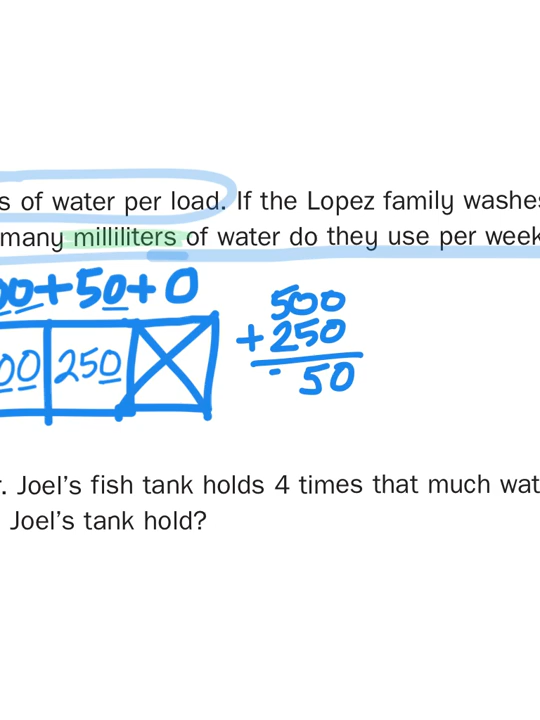 s of water per load. If the Lopez family washes
many milliliters of water do they use per week
00+50+0
00 250
500
+250
50
r. Joel's fish tank holds 4 times that much wat
Joel's tank hold?